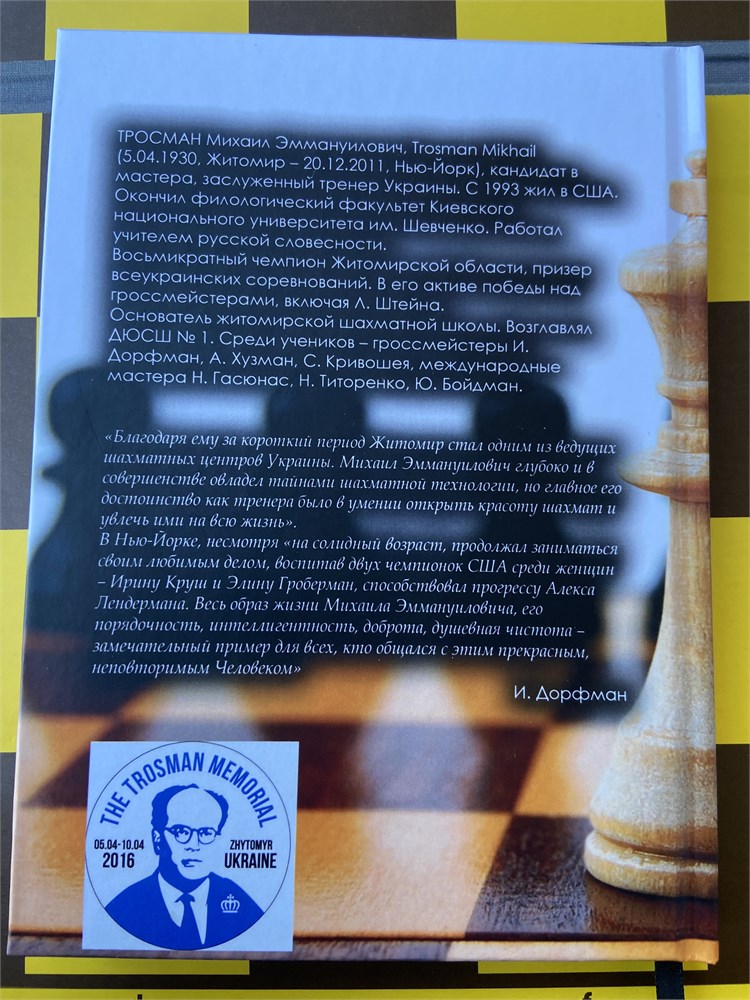 ТРОСМАН Михаил Эммануилович, Trosman Mikhail
(5.04.1930, Житомир – 20.12.2011, Нью-Йорк), кандидат в
мастера, заслуженный тренер Украины. С 1993 жил в США.
Окончил филологический факультет Киевского
национального университета им. Шевченко. Работал
учителем русской словесности.
Восьмикратный чемпион Житомирской области, призер
всеукраинских соревнований. В его активе победы над
гроссмейстерами, включая Л. Штейна.
Основатель житомирской шахматной школы. Возглавлял
ДЮСШ № 1. Среди учеников – гроссмейстеры И.
Дорфман, А. Хузман, С. Кривошея, международные
мастера Н. Гасюнас, Н. Титоренко, Ю. Бойдман.
«Благодаря ему за короткий период Житомир стал одним из ведущих
шахматных центров Украины. Михаил Эммануилович глубоко и в
совершенстве овладел тайнами шахматной технологии, но главное его
достоинство как тренера было в умении открыть красоту шахмат и
увлечь ими на всю жизнь».
В Нью-Йорке, несмотря «на солидный возраст, продолжал заниматься
своим любимым делом, воспитав двух чемпионок США среди женщин
– Ирину Круш и Элину Гроберман, способствовал прогрессу Алекса
Лендермана. Весь образ жизни Михаила Эммануиловича, его
порядочность, интеллигентность, доброта, душевная чистота –
замечательный пример для всех, кто общался с этим прекрасным,
неповторимым Человеком»
И. Дорфман
THE TROSMAN MEMORIAL
05.04-10.04
2016
ZHYTOMYR
UKRAINE